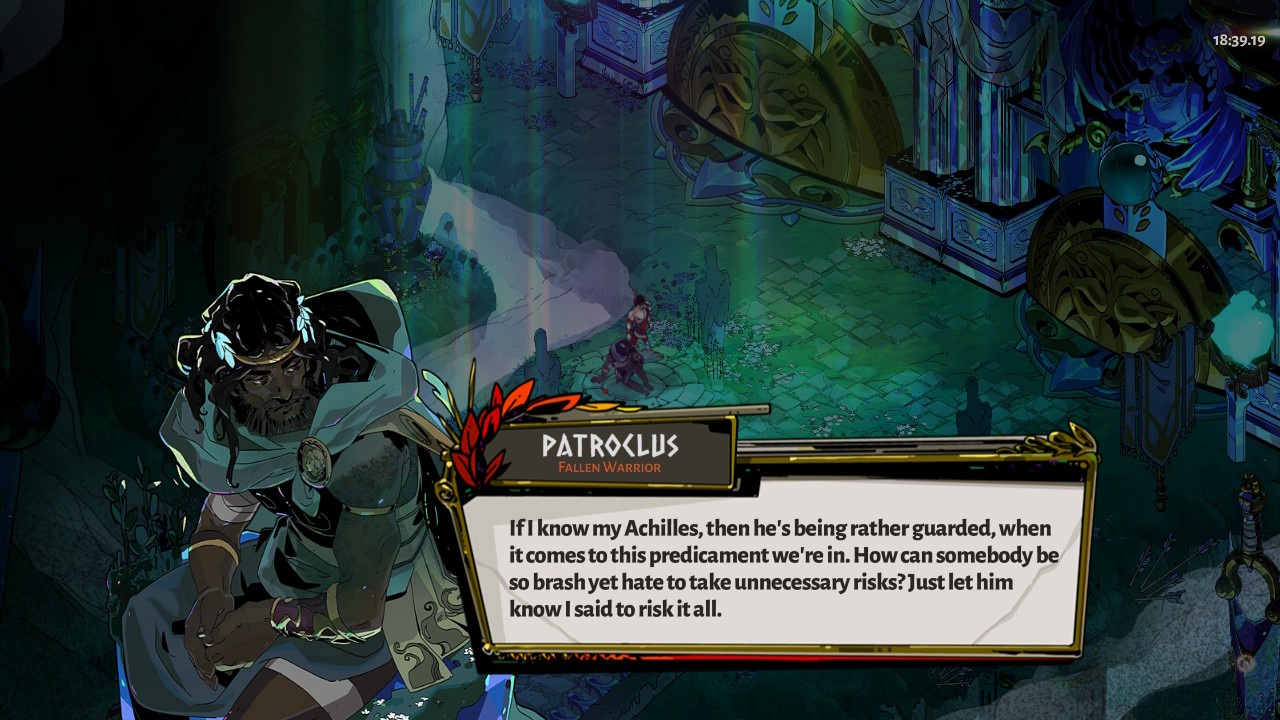 18:39.19
PATROCLUS
FALLEN WARRIOR
If I know my Achilles, then he's being rather guarded, when
it comes to this predicament we're in. How can somebody be
so brash yet hate to take unnecessary risks? Just let him
know I said to risk it all.